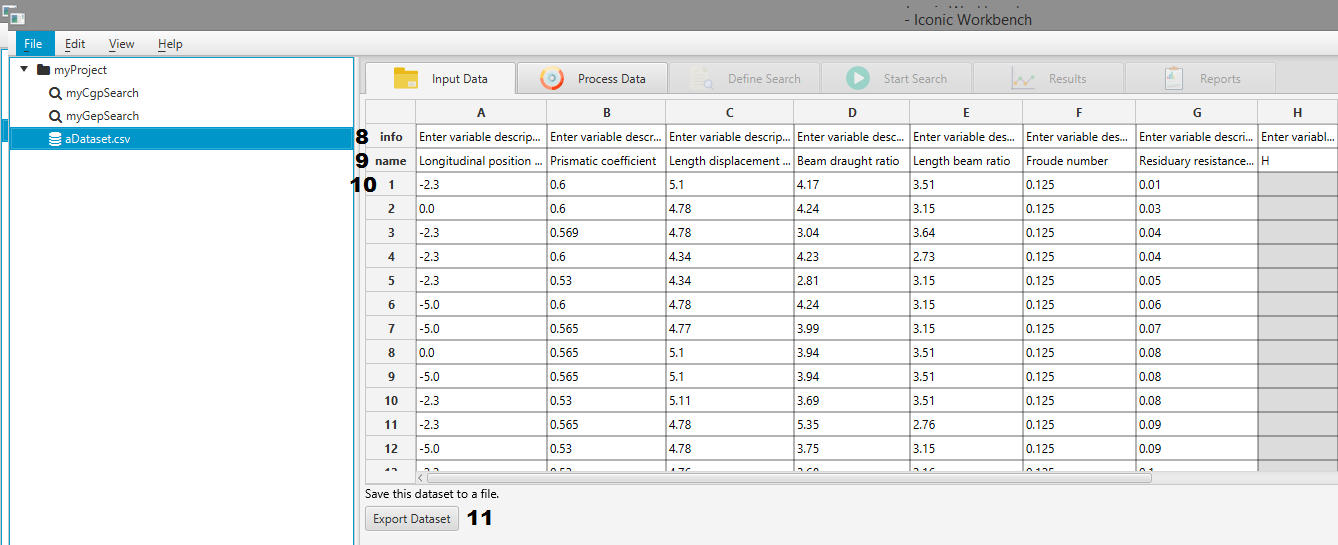 - Iconic Workbench
File Edit View Help
myProject
myCgpSearch
myGepSearch
aDataset.csv
Input Data Process Data Define Search Start Search Results Reports
A B C D E F G H
8 info Enter variable descrip... Enter variable descr... Enter variable descrip... Enter variable desc... Enter variable des... Enter variable des... Enter variable descri... Enter variabl...
9 name Longitudinal position ... Prismatic coefficient Length displacement ... Beam draught ratio Length beam ratio Froude number Residuary resistance... H
10 1 -2.3 0.6 5.1 4.17 3.51 0.125 0.01
2 0.0 0.6 4.78 4.24 3.15 0.125 0.03
3 -2.3 0.569 4.78 3.04 3.64 0.125 0.04
4 -2.3 0.6 4.34 4.23 2.73 0.125 0.04
5 -2.3 0.53 4.34 2.81 3.15 0.125 0.05
6 -5.0 0.6 4.78 4.24 3.15 0.125 0.06
7 -5.0 0.565 4.77 3.99 3.15 0.125 0.07
8 0.0 0.565 5.1 3.94 3.51 0.125 0.08
9 -5.0 0.565 5.1 3.94 3.51 0.125 0.08
10 -2.3 0.53 5.11 3.69 3.51 0.125 0.08
11 -2.3 0.565 4.78 5.35 2.76 0.125 0.09
12 -5.0 0.53 4.78 3.75 3.15 0.125 0.09
Save this dataset to a file.
Export Dataset 11